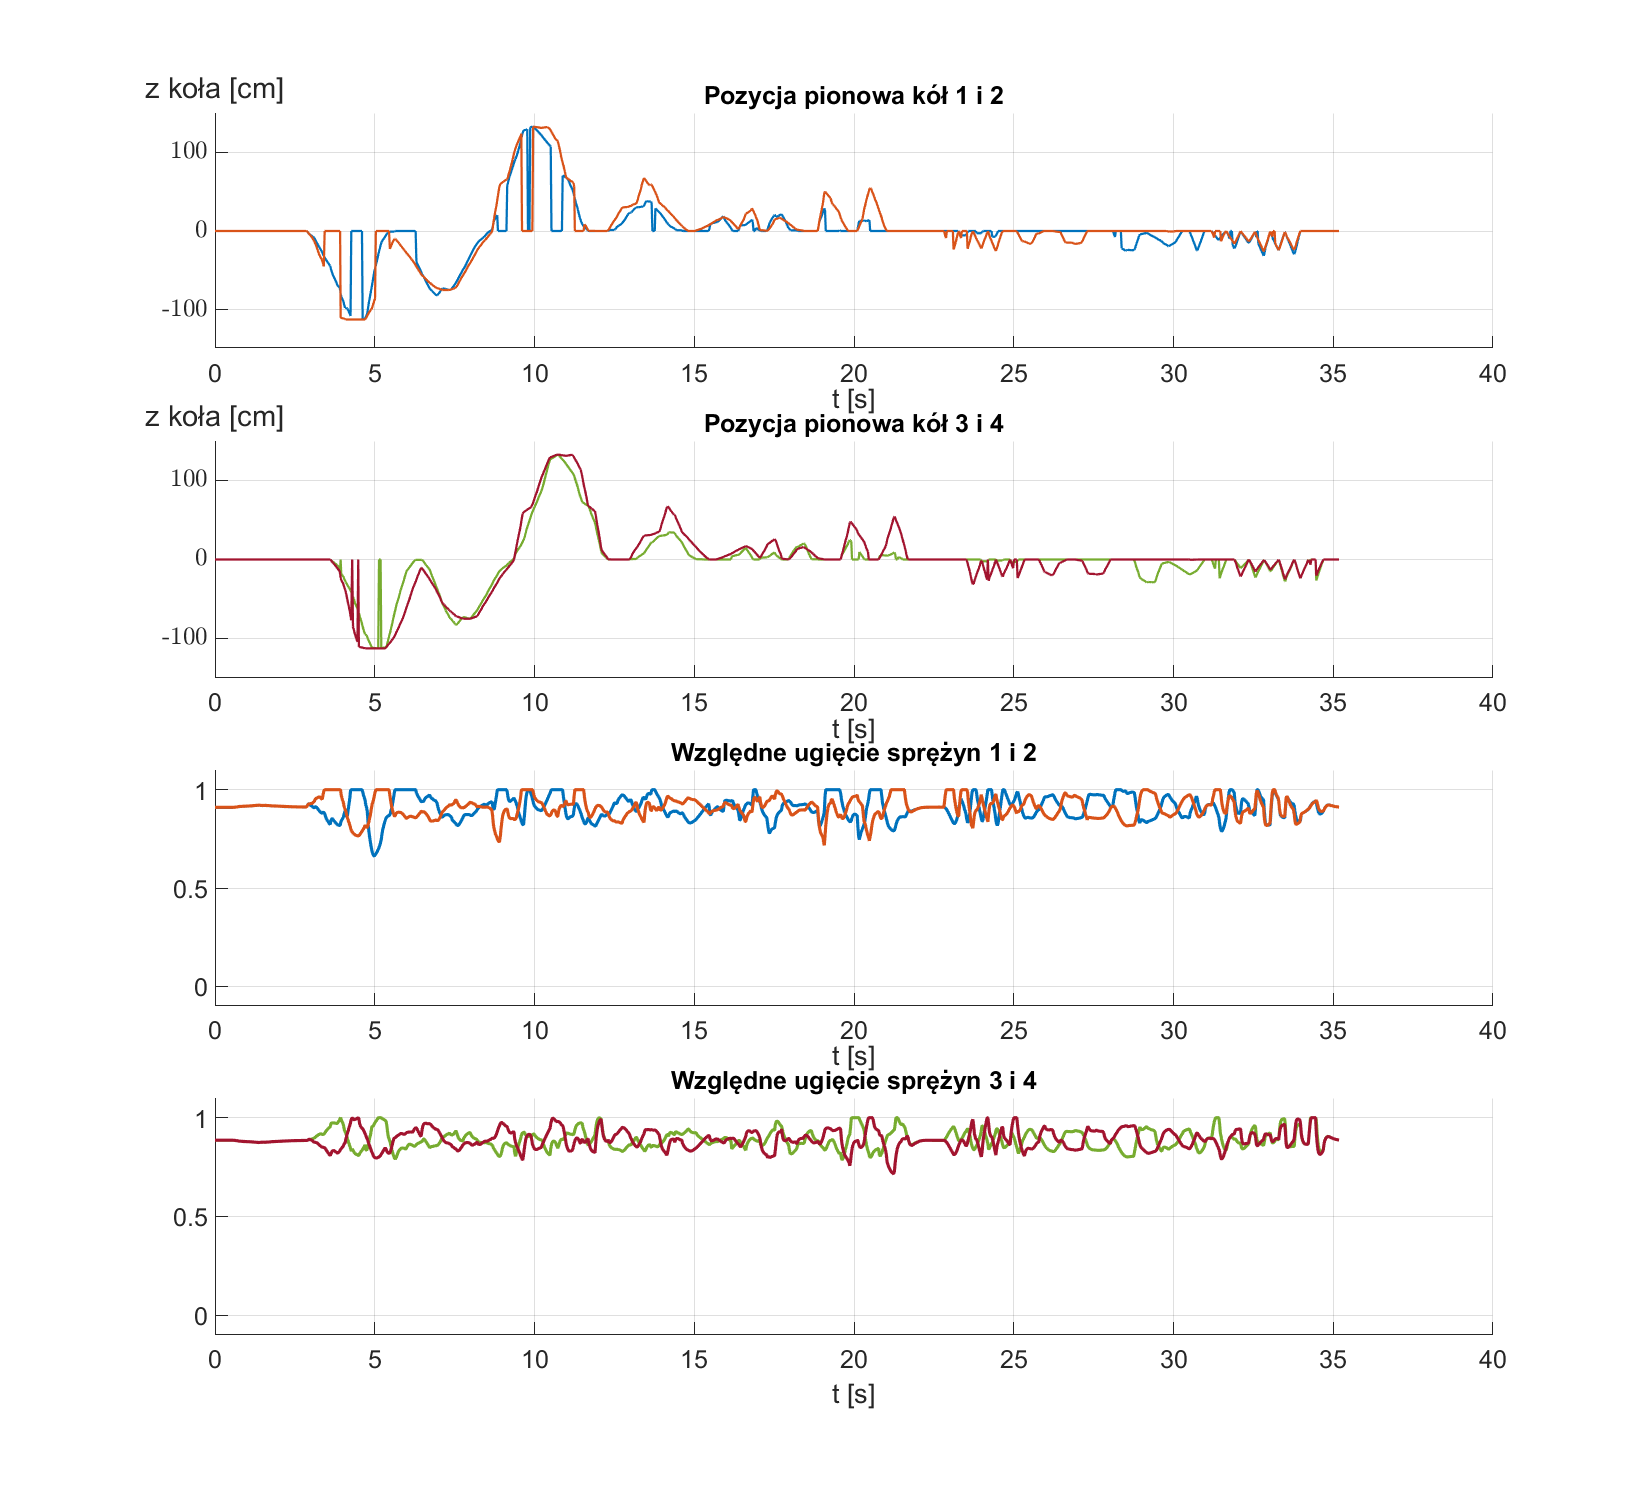 z koła [cm]
Pozycja pionowa kół 1 i 2
100
0
-100
0 5 10 15 20 25 30 35 40
t [s]
z koła [cm]
Pozycja pionowa kół 3 i 4
100
0
-100
0 5 10 15 20 25 30 35 40
t [s]
Względne ugięcie sprężyn 1 i 2
1
0.5
0
0 5 10 15 20 25 30 35 40
t [s]
Względne ugięcie sprężyn 3 i 4
1
0.5
0
0 5 10 15 20 25 30 35 40
t [s]